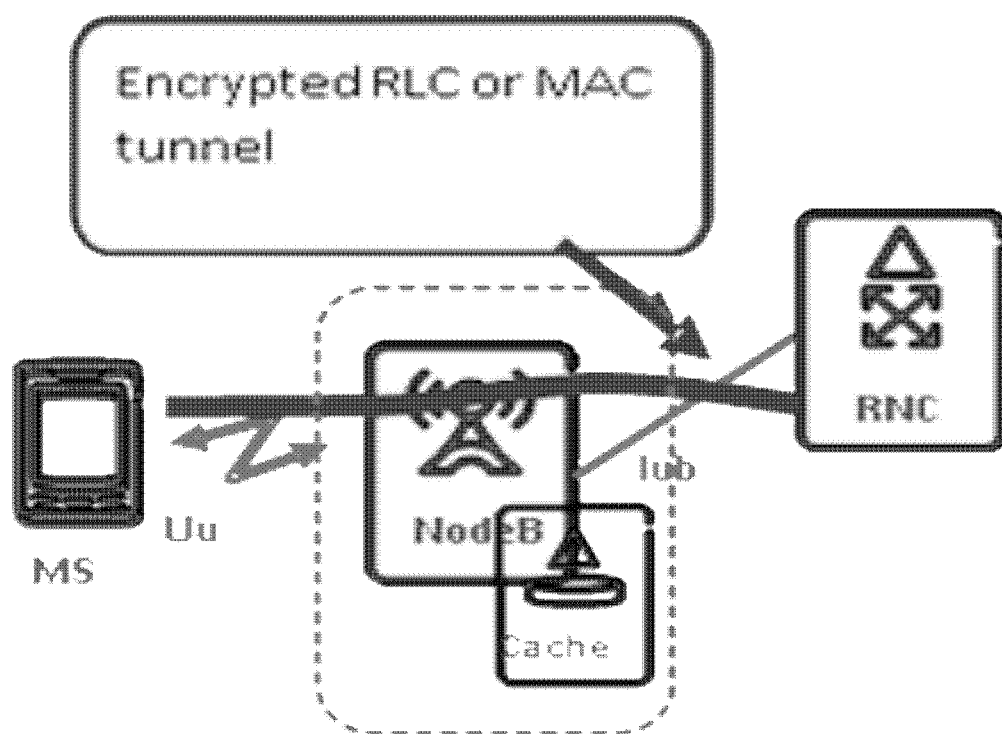 Encrypted RLC or MAC
tunnel
RNC
Iub
NodeB
Uu
MS
Cache